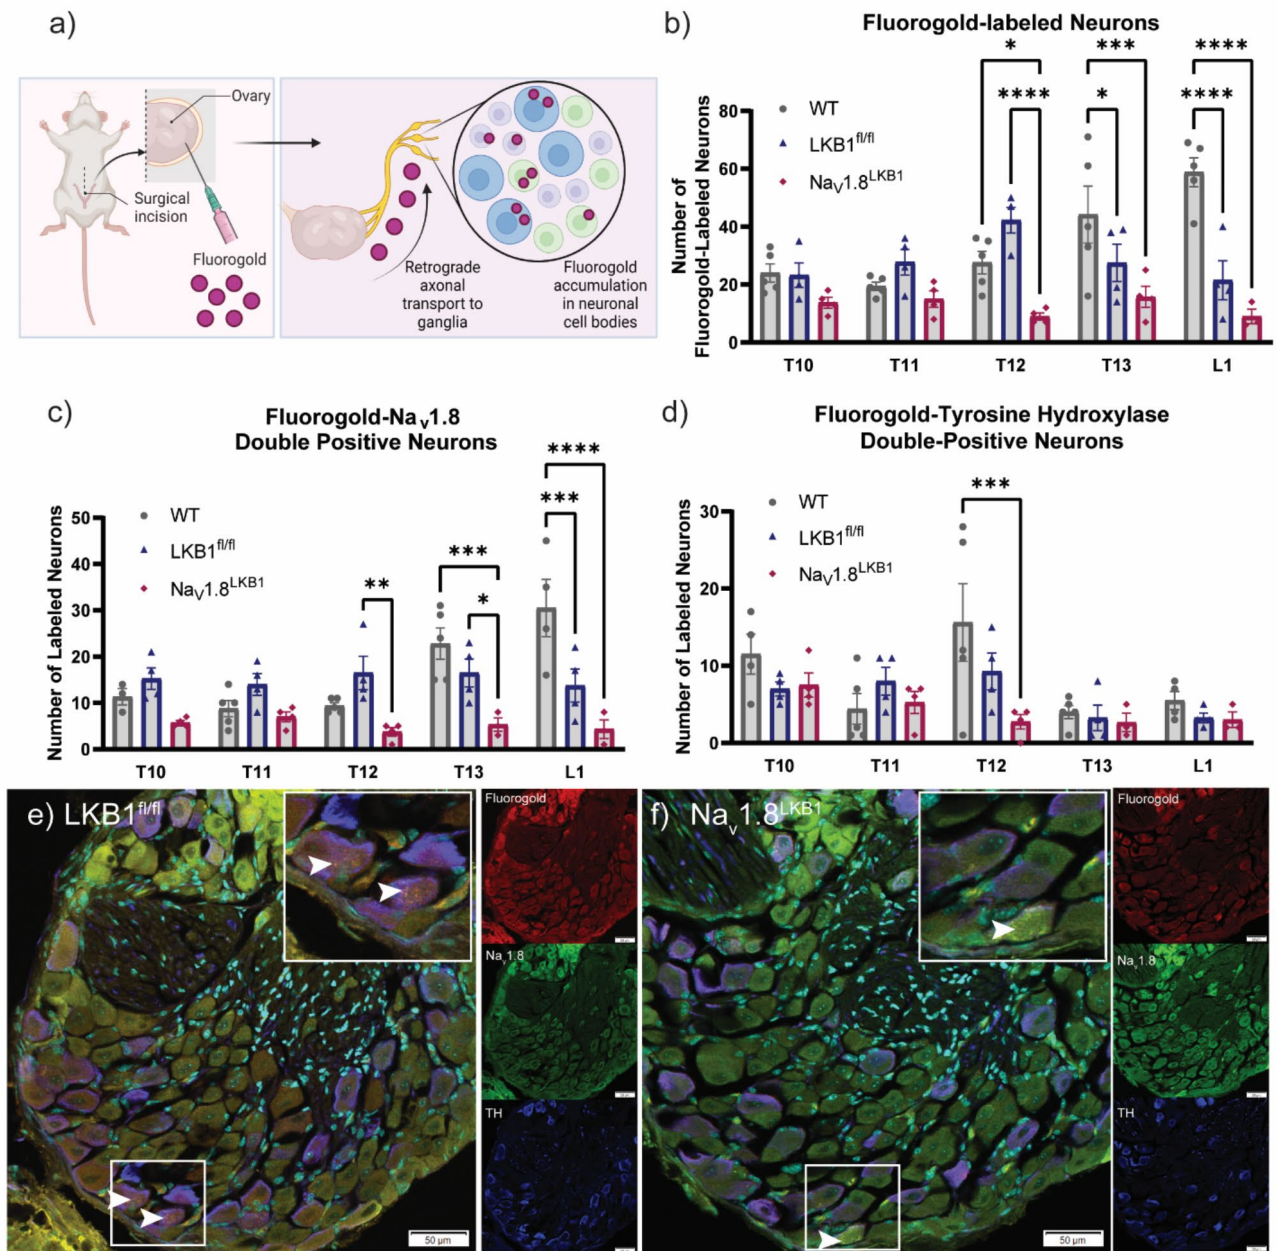 a)
Ovary
Surgical
incision
Fluorogold
Retrograde
axonal
transport to
ganglia
Fluorogold
accumulation
in neuronal
cell bodies
b)
Fluorogold-labeled Neurons
* *** ****
**** * ****
WT
LKB1fl/fl
NaV1.8LKB1
Number of
Fluorogold-Labeled Neurons
80
60
40
20
0
T10 T11 T12 T13 L1
c)
Fluorogold-Nav1.8
Double Positive Neurons
****
***
***
**
*
WT
LKB1fl/fl
NaV1.8LKB1
Number of Labeled Neurons
50
40
30
20
10
0
T10 T11 T12 T13 L1
d)
Fluorogold-Tyrosine Hydroxylase
Double-Positive Neurons
***
WT
LKB1fl/fl
NaV1.8LKB1
Number of Labeled Neurons
30
20
10
0
T10 T11 T12 T13 L1
e) LKB1fl/fl
50 µm
Fluorogold
Nav1.8
TH
f) Nav1.8LKB1
50 µm
Fluorogold
Nav1.8
TH